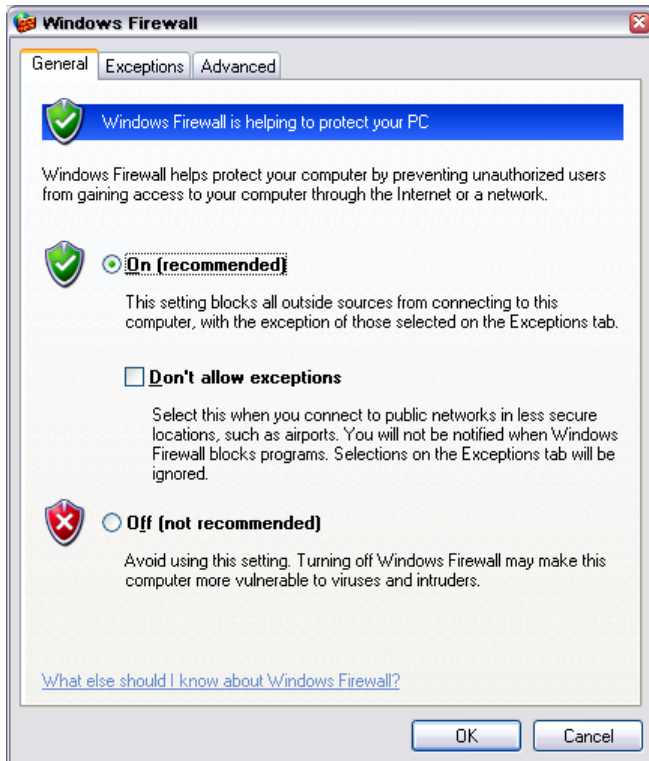 Windows Firewall
General Exceptions Advanced
Windows Firewall is helping to protect your PC
Windows Firewall helps protect your computer by preventing unauthorized users
from gaining access to your computer through the Internet or a network.
On (recommended)
This setting blocks all outside sources from connecting to this
computer, with the exception of those selected on the Exceptions tab.
Don't allow exceptions
Select this when you connect to public networks in less secure
locations, such as airports. You will not be notified when Windows
Firewall blocks programs. Selections on the Exceptions tab will be
ignored.
Off (not recommended)
Avoid using this setting. Turning off Windows Firewall may make this
computer more vulnerable to viruses and intruders.
What else should I know about Windows Firewall?
OK Cancel